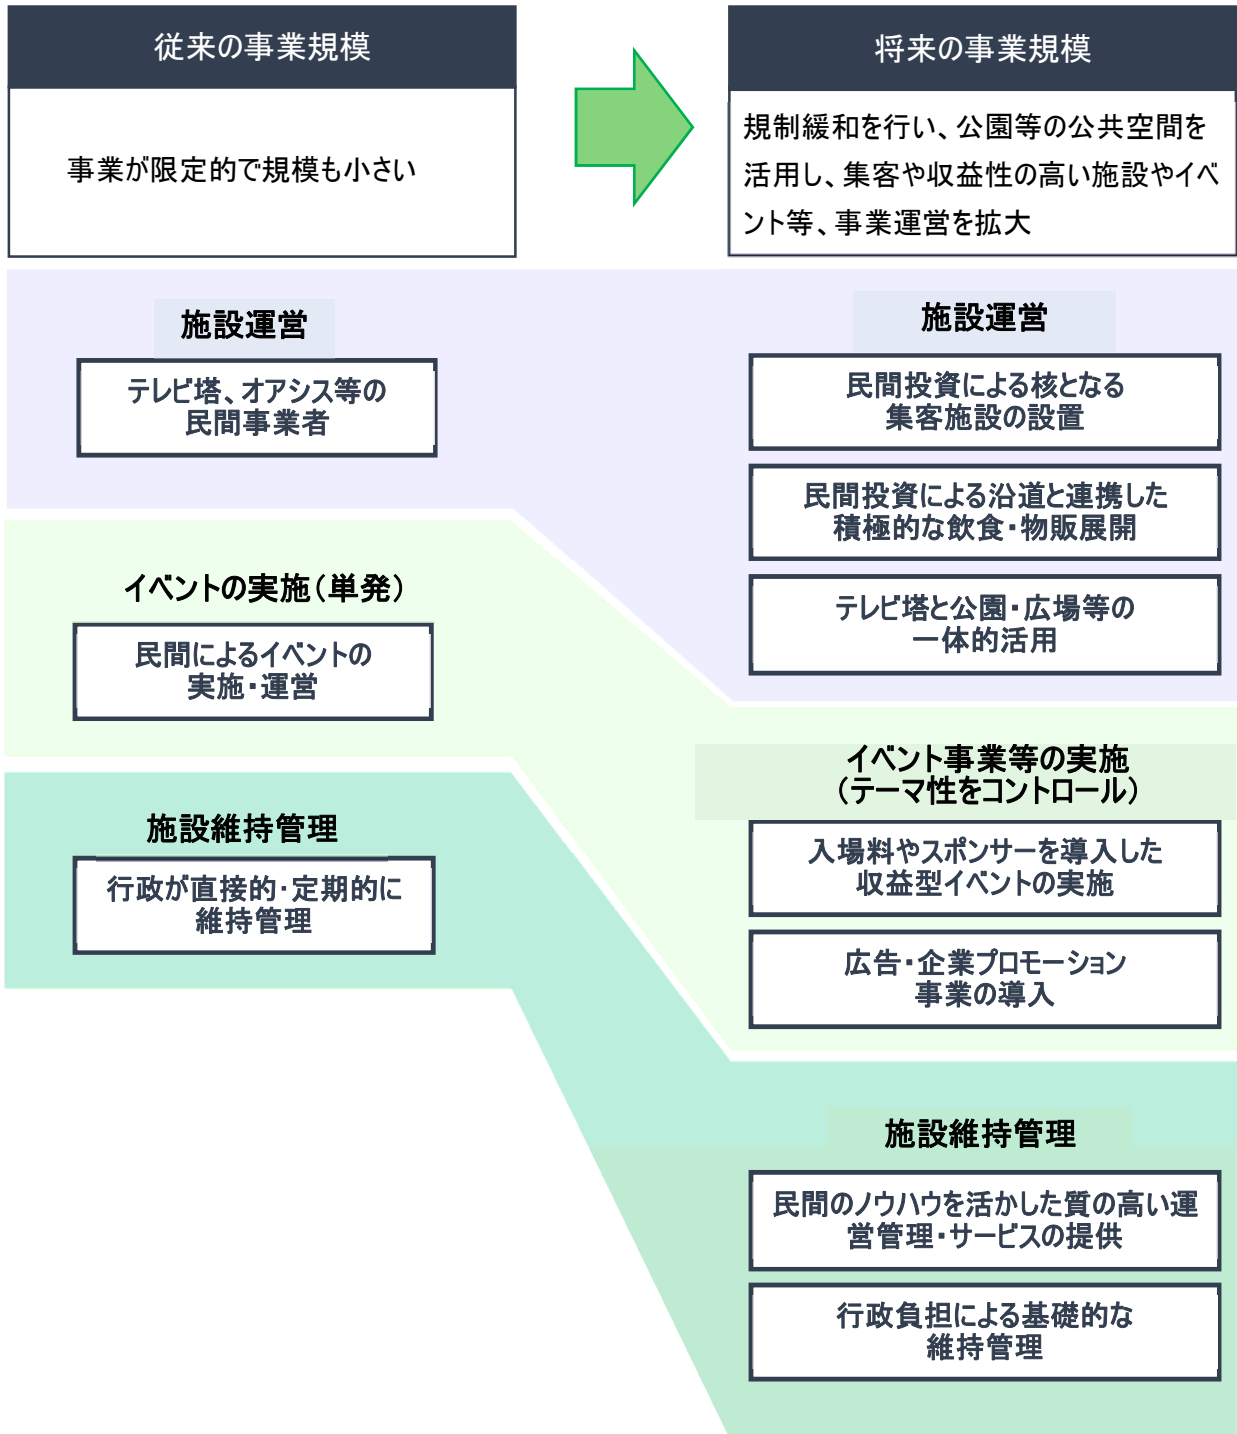 従来の事業規模
事業が限定的で規模も小さい
将来の事業規模
規制緩和を行い、公園等の公共空間を
活用し、集客や収益性の高い施設やイベ
ント等、事業運営を拡大
施設運営
テレビ塔、オアシス等の
民間事業者
イベントの実施（単発）
民間によるイベントの
実施・運営
施設維持管理
行政が直接的・定期的に
維持管理
施設運営
民間投資による核となる
集客施設の設置
民間投資による沿道と連携した
積極的な飲食・物販展開
テレビ塔と公園・広場等の
一体的活用
イベント事業等の実施
（テーマ性をコントロール）
入場料やスポンサーを導入した
収益型イベントの実施
広告・企業プロモーション
事業の導入
施設維持管理
民間のノウハウを活かした質の高い運
営管理・サービスの提供
行政負担による基礎的な
維持管理